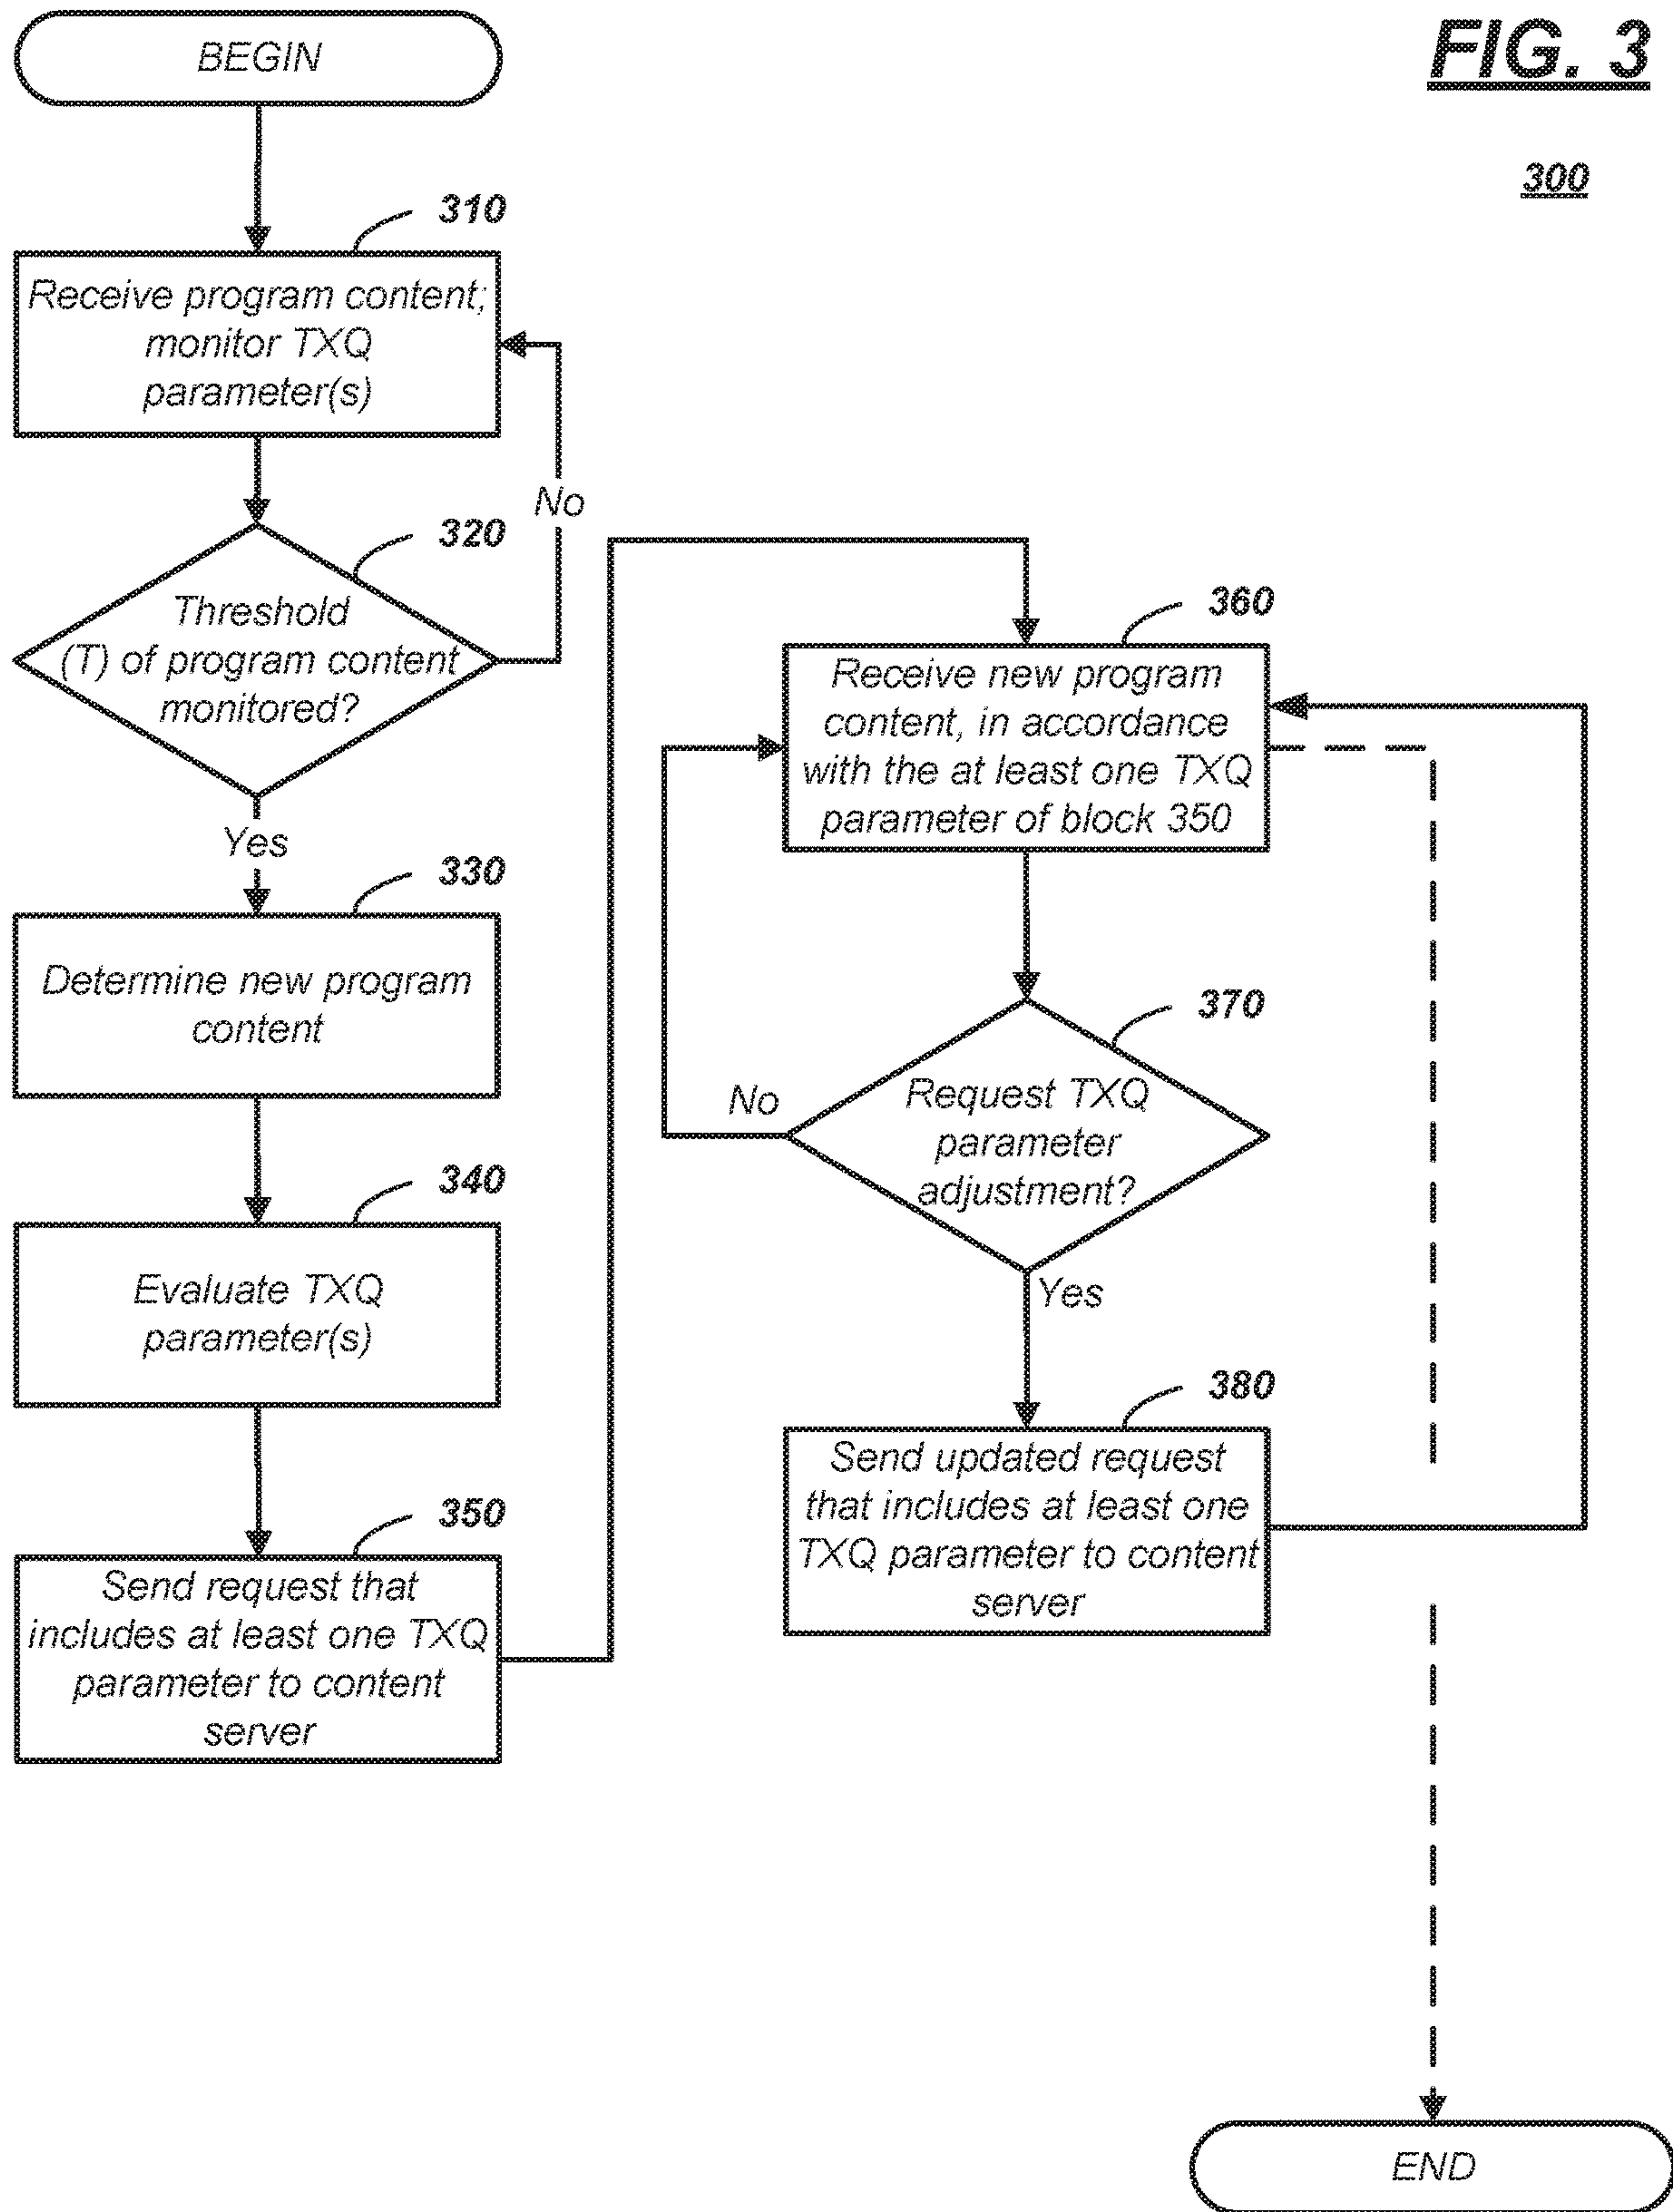 FIG. 3
300
BEGIN
310
Receive program content;
monitor TXQ
parameter(s)
No
320
Threshold
(T) of program content
monitored?
Yes
330
Determine new program
content
340
Evaluate TXQ
parameter(s)
350
Send request that
includes at least one TXQ
parameter to content
server
360
Receive new program
content, in accordance
with the at least one TXQ
parameter of block 350
370
No
Request TXQ
parameter
adjustment?
Yes
380
Send updated request
that includes at least one
TXQ parameter to content
server
END